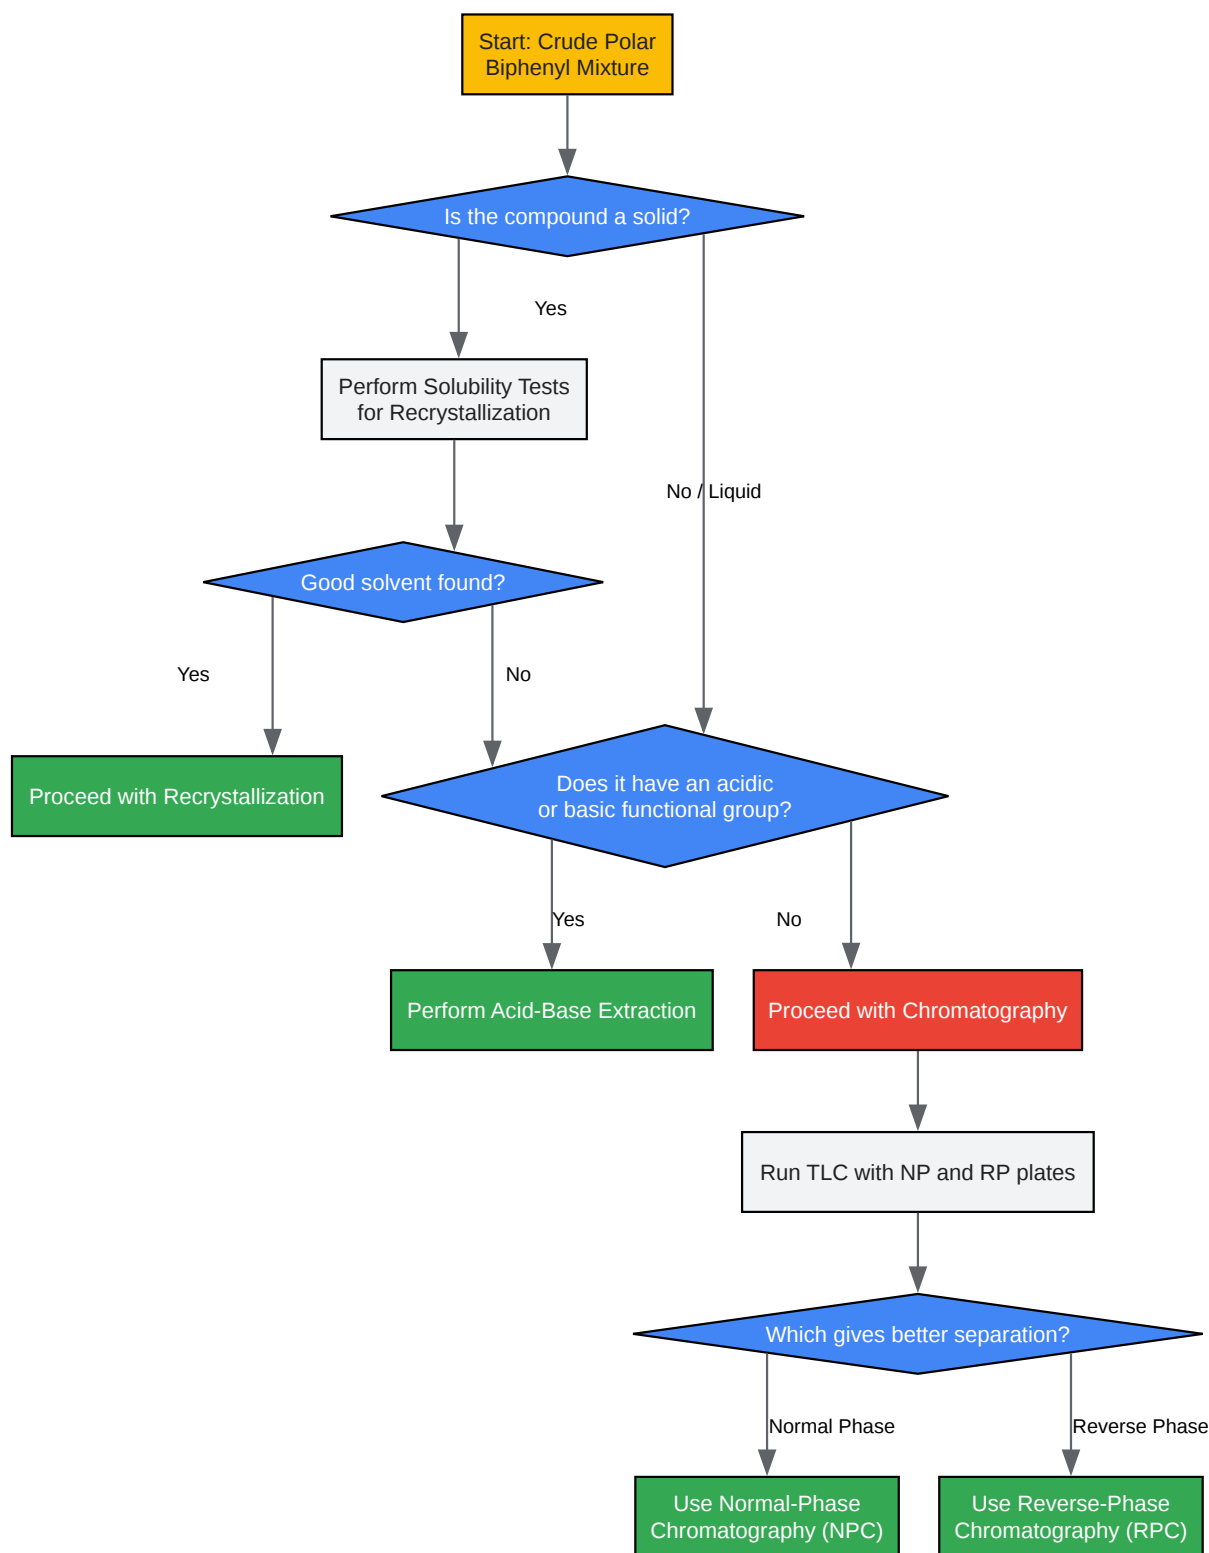 Start: Crude Polar
Biphenyl Mixture
Is the compound a solid?
Yes
Perform Solubility Tests
for Recrystallization
No / Liquid
Good solvent found?
Yes
No
Proceed with Recrystallization
Does it have an acidic
or basic functional group?
Yes
No
Perform Acid-Base Extraction
Proceed with Chromatography
Run TLC with NP and RP plates
Which gives better separation?
Normal Phase
Reverse Phase
Use Normal-Phase
Chromatography (NPC)
Use Reverse-Phase
Chromatography (RPC)